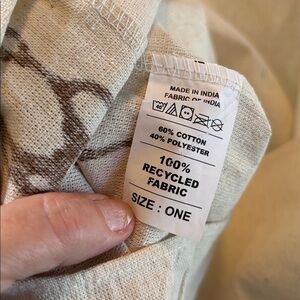 MADE IN INDIA
FABRIC OF INDIA
60% COTTON
40% POLYESTER
100%
RECYCLED
FABRIC
SIZE : ONE